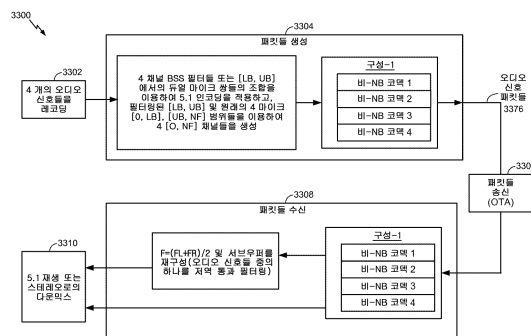 3300
3304
패킷들 생성
3302
4 개의 오디오
신호들을
레코딩
4 채널 BSS 필터들 또는 [LB, UB]
에서의 듀얼 마이크 쌍들의 조합을
이용하여 5.1 인코딩을 적용하고,
필터링된 [LB, UB] 및 원래의 4 마이크
[0, LB], [UB, NF] 범위들을 이용하여
4 [O, NF] 채널들을 생성
구성-1
비-NB 코맥 1
비-NB 코맥 2
비-NB 코맥 3
비-NB 코맥 4
오디오
신호
패킷들
3376
330
패킷들
송신
(OTA)
3308
패킷들 수신
3310
5.1 재생 또는
스테레오로의
다운믹스
F=(FL+FR)/2 및 서브우퍼를
재구성(오디오 신호들 중의
하나를 저역 통과 필터링)
구성-1
비-NB 코맥 1
비-NB 코맥 2
비-NB 코맥 3
비-NB 코맥 4